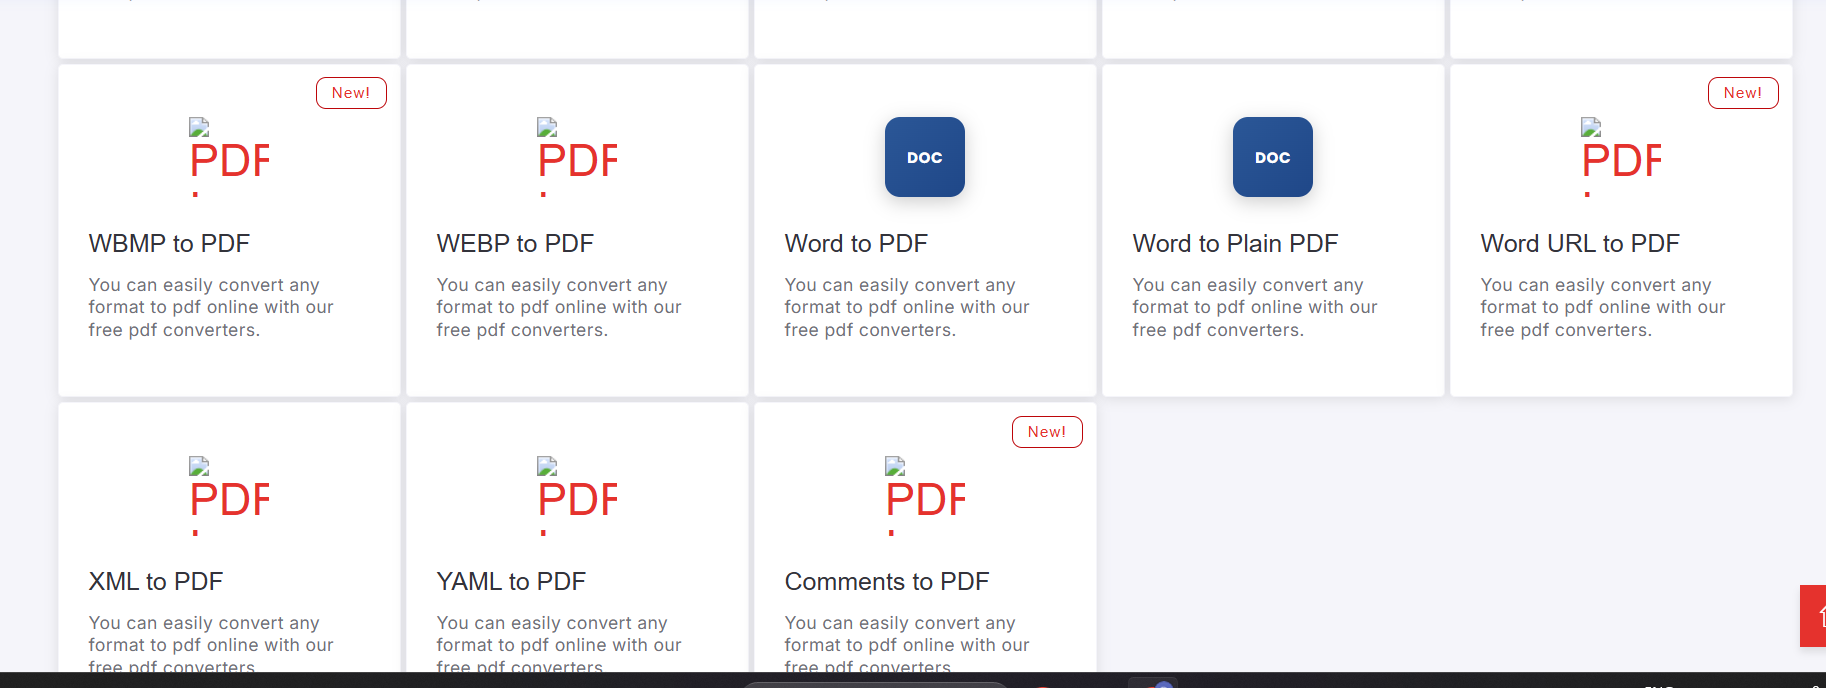 New!
New!
PDF
PDF
DOC
DOC
PDF
WBMP to PDF
WEBP to PDF
Word to PDF
Word to Plain PDF
Word URL to PDF
You can easily convert any
format to pdf online with our
free pdf converters.
You can easily convert any
format to pdf online with our
free pdf converters.
You can easily convert any
format to pdf online with our
free pdf converters.
You can easily convert any
format to pdf online with our
free pdf converters.
You can easily convert any
format to pdf online with our
free pdf converters.
New!
PDF
PDF
PDF
XML to PDF
YAML to PDF
Comments to PDF
You can easily convert any
format to pdf online with our
free pdf converters
You can easily convert any
format to pdf online with our
free pdf converters
You can easily convert any
format to pdf online with our
free pdf converters